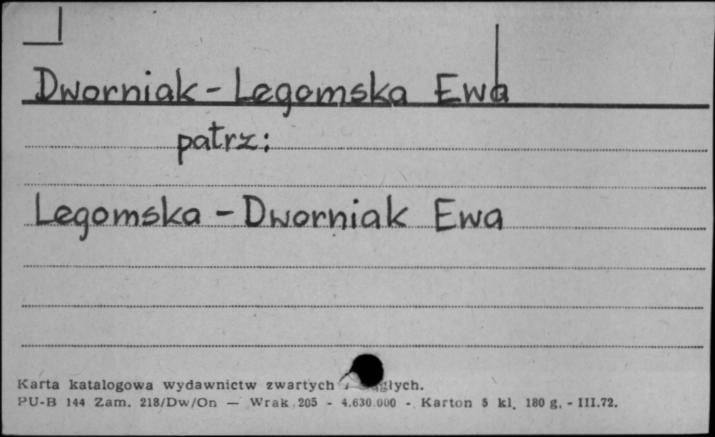 Dworniak - Legomska Ewa
patrz:
Legomska - Dworniak Ewa
Karta katalogowa wydawnictw zwartych i
PU-B 144 Zam. 218/Dw/On — Wrak 205 - 4.630.000 - Karton 5 kl. 180 g. - III.72.